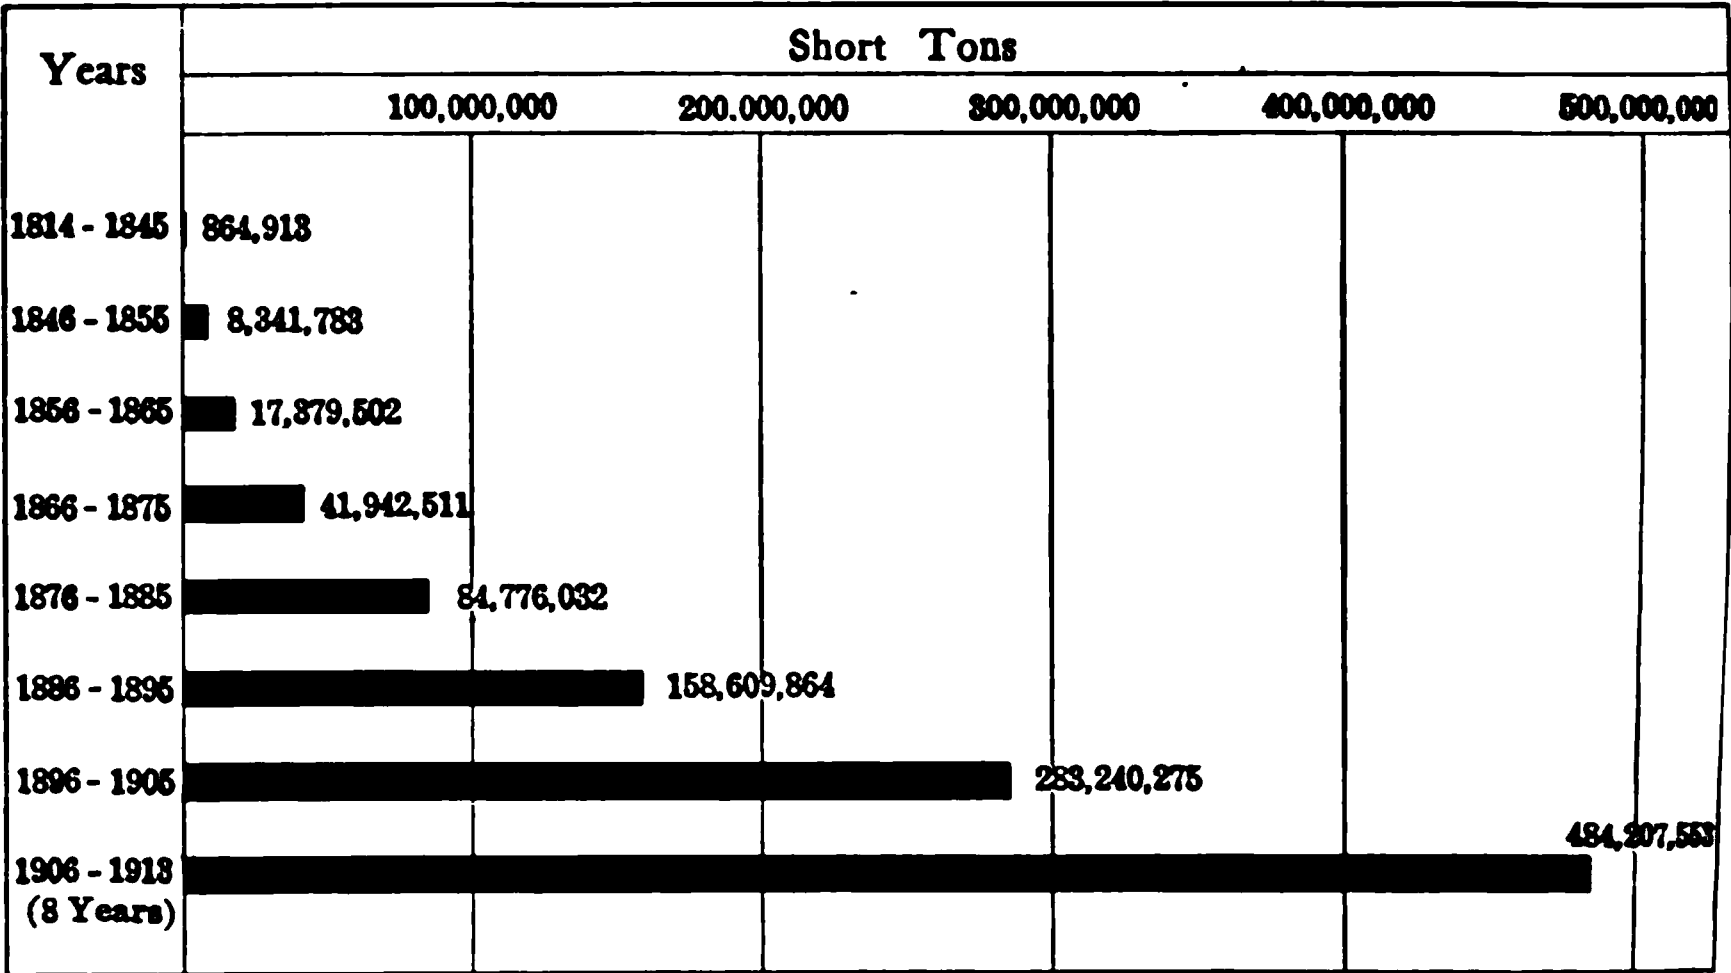 Short Tons
Years
100,000,000 200.000,000 300,000,000 400,000,000 500,000,000
1814 - 1845 864,913
1846 - 1855 8,341,783
1856 - 1865 17,379,502
1866 - 1875 41,942,511
1876 - 1885 84,776,032
1886 - 1895 158,609,864
1896 - 1905 283,240,275
484,207,553
1906 - 1913
(8 Years)